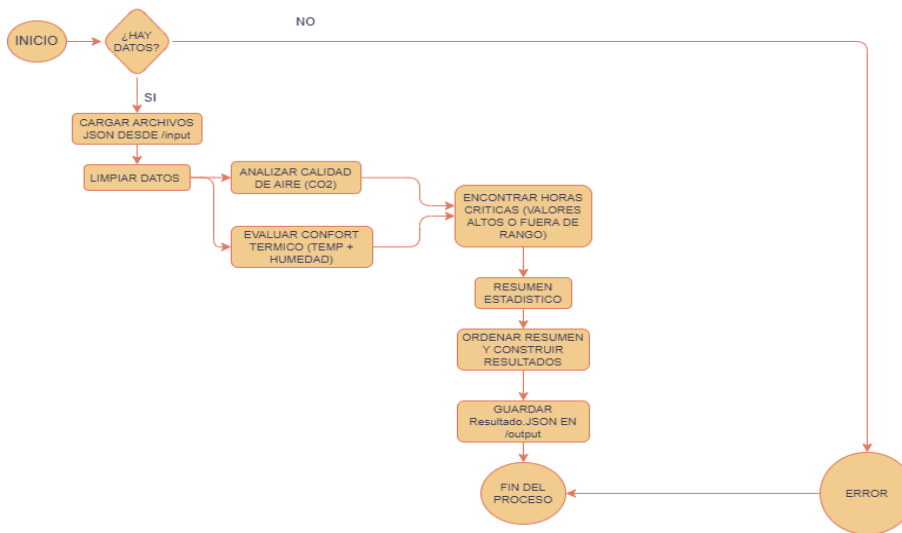 NO
INICIO
¿HAY
DATOS?
SI
CARGAR ARCHIVOS
JSON DESDE /input
LIMPIAR DATOS
ANALIZAR CALIDAD
DE AIRE (CO2)
EVALUAR CONFORT
TERMICO (TEMP +
HUMEDAD)
ENCONTRAR HORAS
CRITICAS (VALORES
ALTOS O FUERA DE
RANGO)
RESUMEN
ESTADISTICO
ORDENAR RESUMEN
Y CONSTRUIR
RESULTADOS
GUARDAR
Resultado.JSON EN
/output
FIN DEL
PROCESO
ERROR